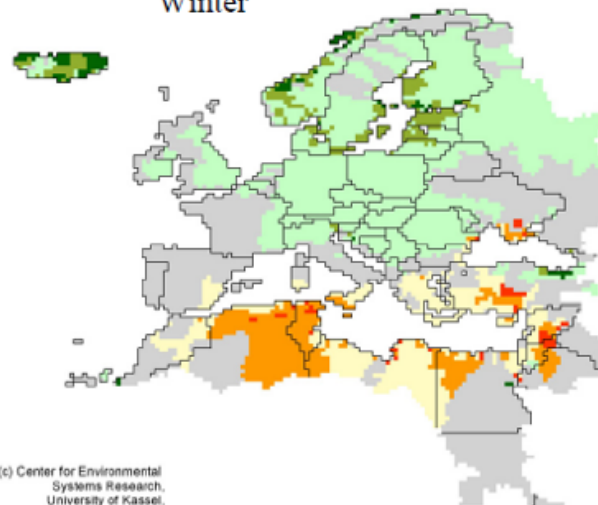 Winter
(c) Center for Environmental
Systems Research,
University of Kassel,